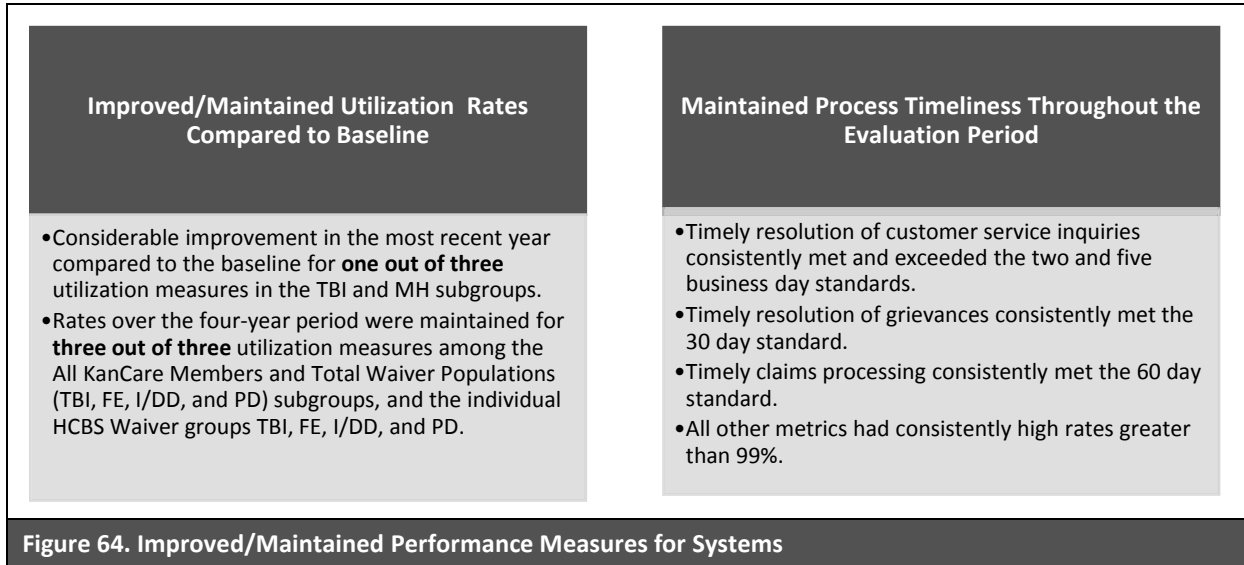 Improved/Maintained Utilization Rates
Compared to Baseline
•Considerable improvement in the most recent year
compared to the baseline for one out of three
utilization measures in the TBI and MH subgroups.
•Rates over the four-year period were maintained for
three out of three utilization measures among the
All KanCare Members and Total Waiver Populations
(TBI, FE, I/DD, and PD) subgroups, and the individual
HCBS Waiver groups TBI, FE, I/DD, and PD.
Maintained Process Timeliness Throughout the
Evaluation Period
•Timely resolution of customer service inquiries
consistently met and exceeded the two and five
business day standards.
•Timely resolution of grievances consistently met the
30 day standard.
•Timely claims processing consistently met the 60 day
standard.
•All other metrics had consistently high rates greater
than 99%.
Figure 64. Improved/Maintained Performance Measures for Systems